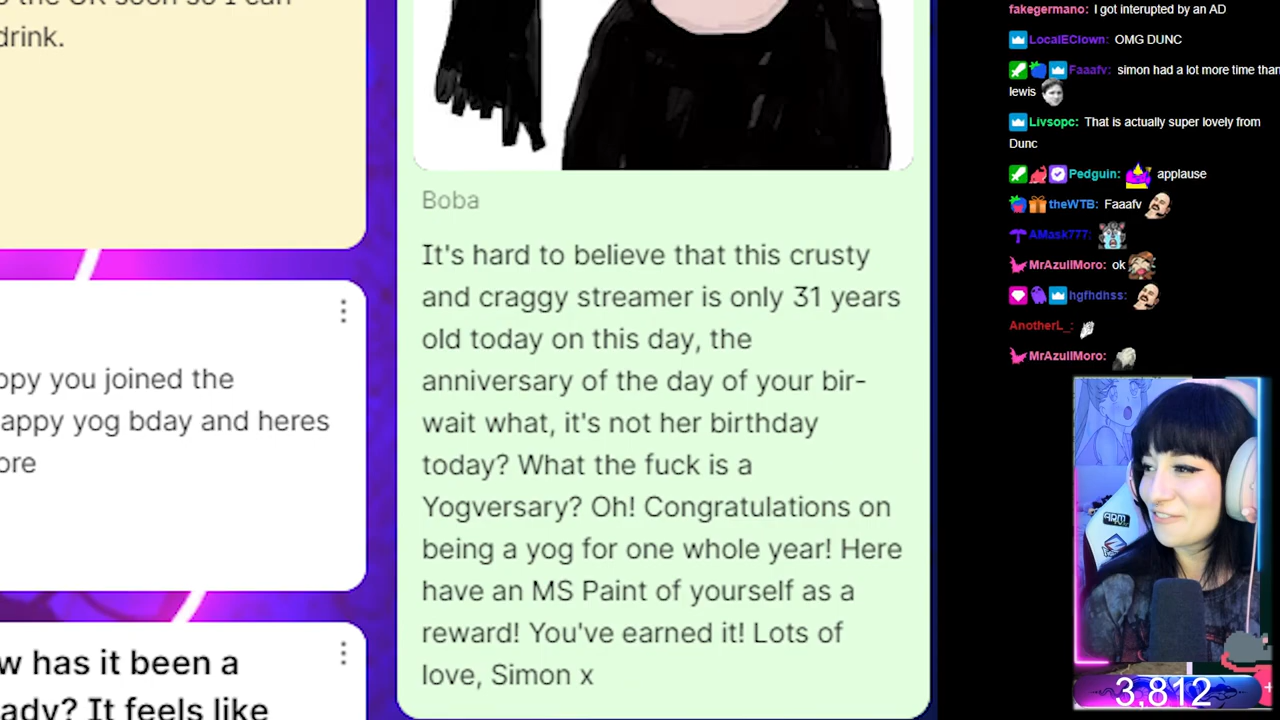 s the UK soon so I can
drink.
ppy you joined the
appy yog bday and heres
ore
w has it been a
ady? It feels like
Boba
It's hard to believe that this crusty
and craggy streamer is only 31 years
old today on this day, the
anniversary of the day of your bir-
wait what, it's not her birthday
today? What the fuck is a
Yogversary? Oh! Congratulations on
being a yog for one whole year! Here
have an MS Paint of yourself as a
reward! You've earned it! Lots of
love, Simon x
fakegermano: I got interupted by an AD
LocalEClown: OMG DUNC
Faaafv: simon had a lot more time than
lewis
Livsopc: That is actually super lovely from
Dunc
Pedguin: applause
theWTB: Faaafv
AMask777:
MrAzullMoro: ok
hgfhdhss:
AnotherL_:
MrAzullMoro:
3,812